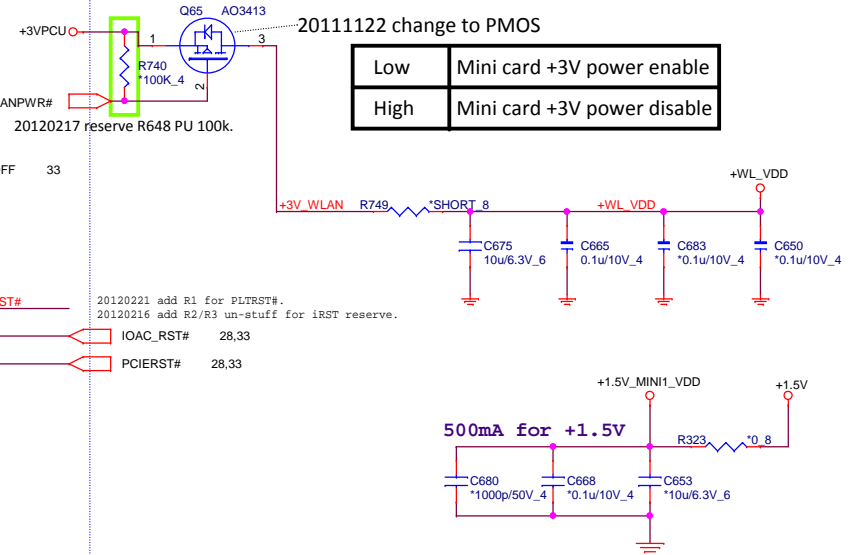 Q65 AO3413
+3VPCU
20111122 change to PMOS
1
3
R740
*100K_4
2
ANPWR#
20120217 reserve R648 PU 100k.
Low Mini card +3V power enable
High Mini card +3V power disable
FF 33
+WL_VDD
+3V_WLAN R749 *SHORT_8 +WL_VDD
C675
10u/6.3V_6
C665
0.1u/10V_4
C683
*0.1u/10V_4
C650
*0.1u/10V_4
ST#
20120221 add R1 for PLTRST#.
20120216 add R2/R3 un-stuff for iRST reserve.
IOAC_RST# 28,33
PCIERST# 28,33
+1.5V_MINI1_VDD
+1.5V
500mA for +1.5V
R323 *0_8
C680
*1000p/50V_4
C668
*0.1u/10V_4
C653
*10u/6.3V_6